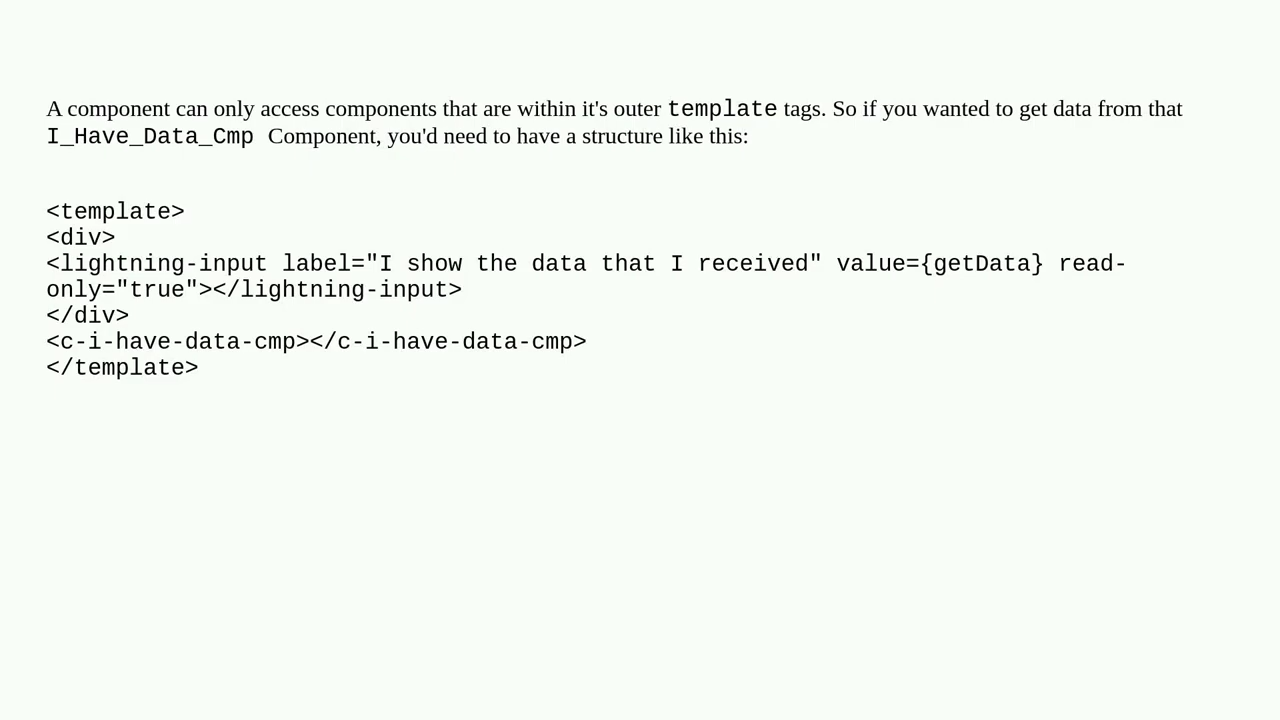 A component can only access components that are within it's outer template tags. So if you wanted to get data from that
I_Have_Data_Cmp Component, you'd need to have a structure like this:
<template>
<div>
<lightning-input label="I show the data that I received" value={getData} read-
only="true"></lightning-input>
</div>
<c-i-have-data-cmp></c-i-have-data-cmp>
</template>